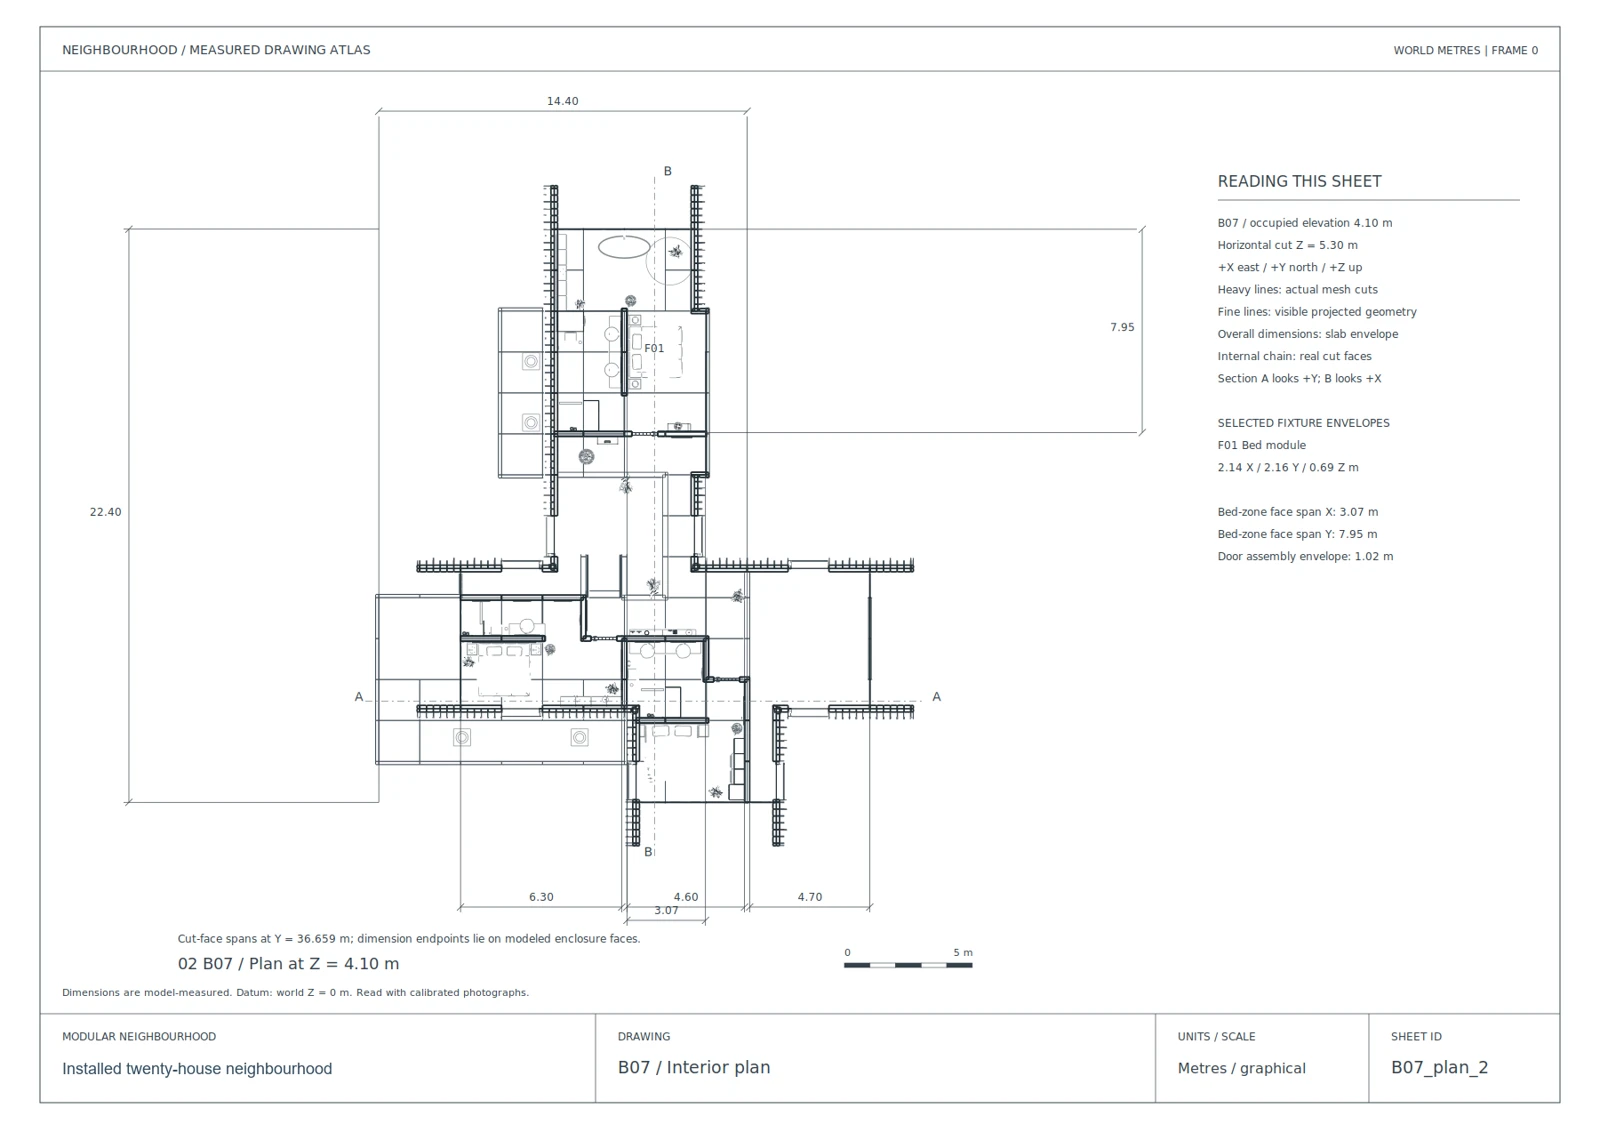 NEIGHBOURHOOD / MEASURED DRAWING ATLAS
WORLD METRES | FRAME 0
14.40
B
READING THIS SHEET
B07 / occupied elevation 4.10 m
Horizontal cut Z = 5.30 m
+X east / +Y north / +Z up
Heavy lines: actual mesh cuts
Fine lines: visible projected geometry
Overall dimensions: slab envelope
Internal chain: real cut faces
Section A looks +Y; B looks +X
SELECTED FIXTURE ENVELOPES
F01 Bed module
2.14 X / 2.16 Y / 0.69 Z m
Bed-zone face span X: 3.07 m
Bed-zone face span Y: 7.95 m
Door assembly envelope: 1.02 m
7.95
F01
22.40
A
A
B
6.30
4.60
4.70
3.07
Cut-face spans at Y = 36.659 m; dimension endpoints lie on modeled enclosure faces.
02 B07 / Plan at Z = 4.10 m
0
5 m
Dimensions are model-measured. Datum: world Z = 0 m. Read with calibrated photographs.
MODULAR NEIGHBOURHOOD
Installed twenty-house neighbourhood
DRAWING
B07 / Interior plan
UNITS / SCALE
Metres / graphical
SHEET ID
B07_plan_2